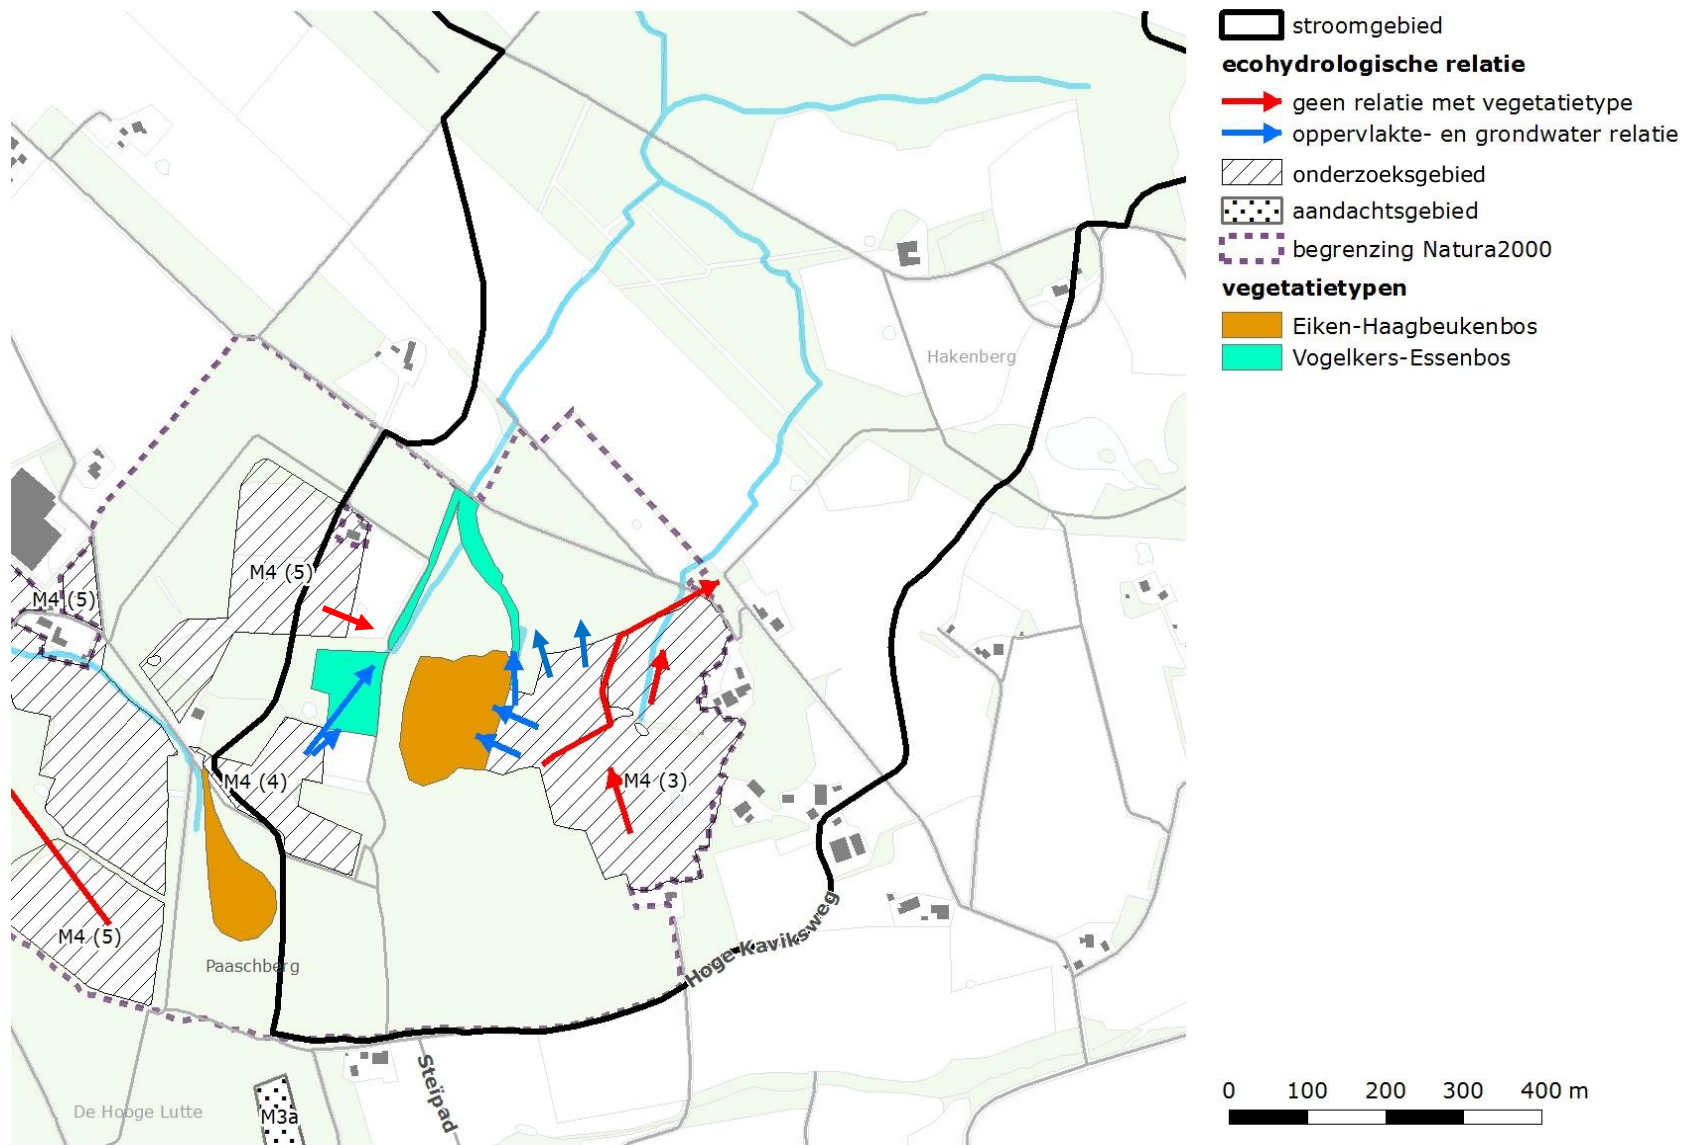 stroomgebied
ecohydrologische relatie
geen relatie met vegetatietype
oppervlakte- en grondwater relatie
onderzoeksgebied
aandachtsgebied
begrenzing Natura2000
vegetatietypen
Eiken-Haagbeukenbos
Vogelkers-Essenbos
Hakenberg
M4 (5)
M4 (5)
M4 (4)
M4 (3)
M4 (5)
Paaschberg
Hoge Kaviksweg
Steipad
De Hooge Lutte
M3a
0 100 200 300 400 m